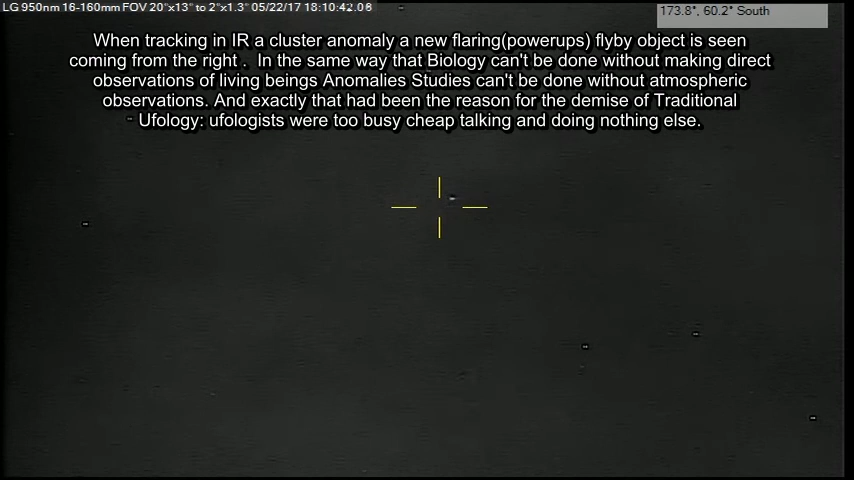 LG 950nm 16-160mm FOV 20"x13" to 2"x1.3" 05/22/17 18:10:42.08
173.8°, 60.2° South
When tracking in IR a cluster anomaly a new flaring(powerups) flyby object is seen
coming from the right . In the same way that Biology can't be done without making direct
observations of living beings Anomalies Studies can't be done without atmospheric
observations. And exactly that had been the reason for the demise of Traditional
Ufology: ufologists were too busy cheap talking and doing nothing else.